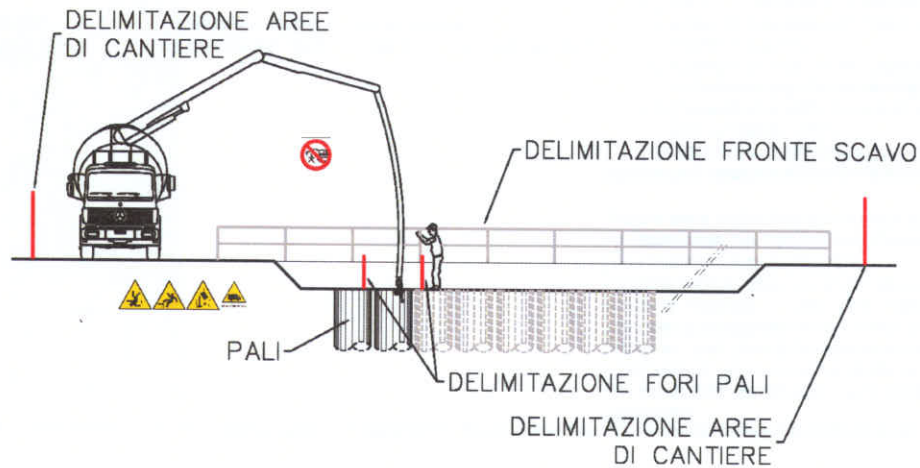 DELIMITAZIONE AREE
DI CANTIERE
DELIMITAZIONE FRONTE SCAVO
PALI
DELIMITAZIONE FORI PALI
DELIMITAZIONE AREE
DI CANTIERE